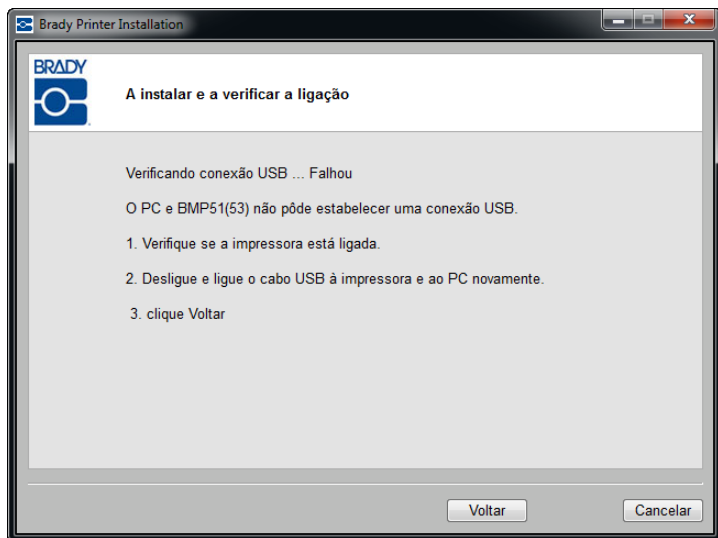 Brady Printer Installation
BRADY
A instalar e a verificar a ligação
Verificando conexão USB ... Falhou
O PC e BMP51(53) não pôde estabelecer uma conexão USB.
1. Verifique se a impressora está ligada.
2. Desligue e ligue o cabo USB à impressora e ao PC novamente.
3. clique Voltar
Voltar
Cancelar